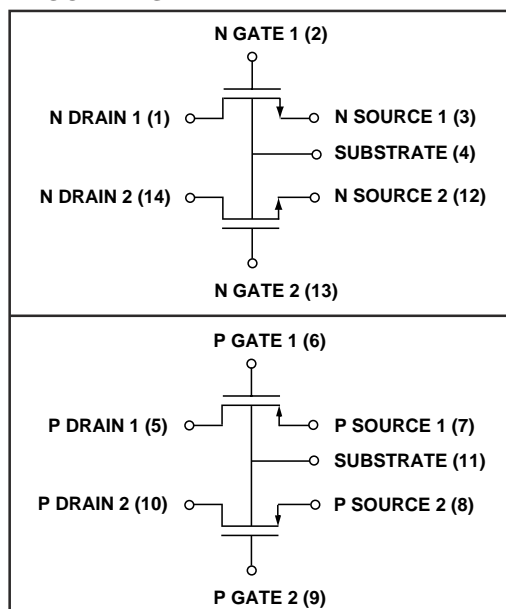 N GATE 1 (2)
N DRAIN 1 (1)
N SOURCE 1 (3)
SUBSTRATE (4)
N DRAIN 2 (14)
N SOURCE 2 (12)
N GATE 2 (13)
P GATE 1 (6)
P DRAIN 1 (5)
P SOURCE 1 (7)
SUBSTRATE (11)
P DRAIN 2 (10)
P SOURCE 2 (8)
P GATE 2 (9)